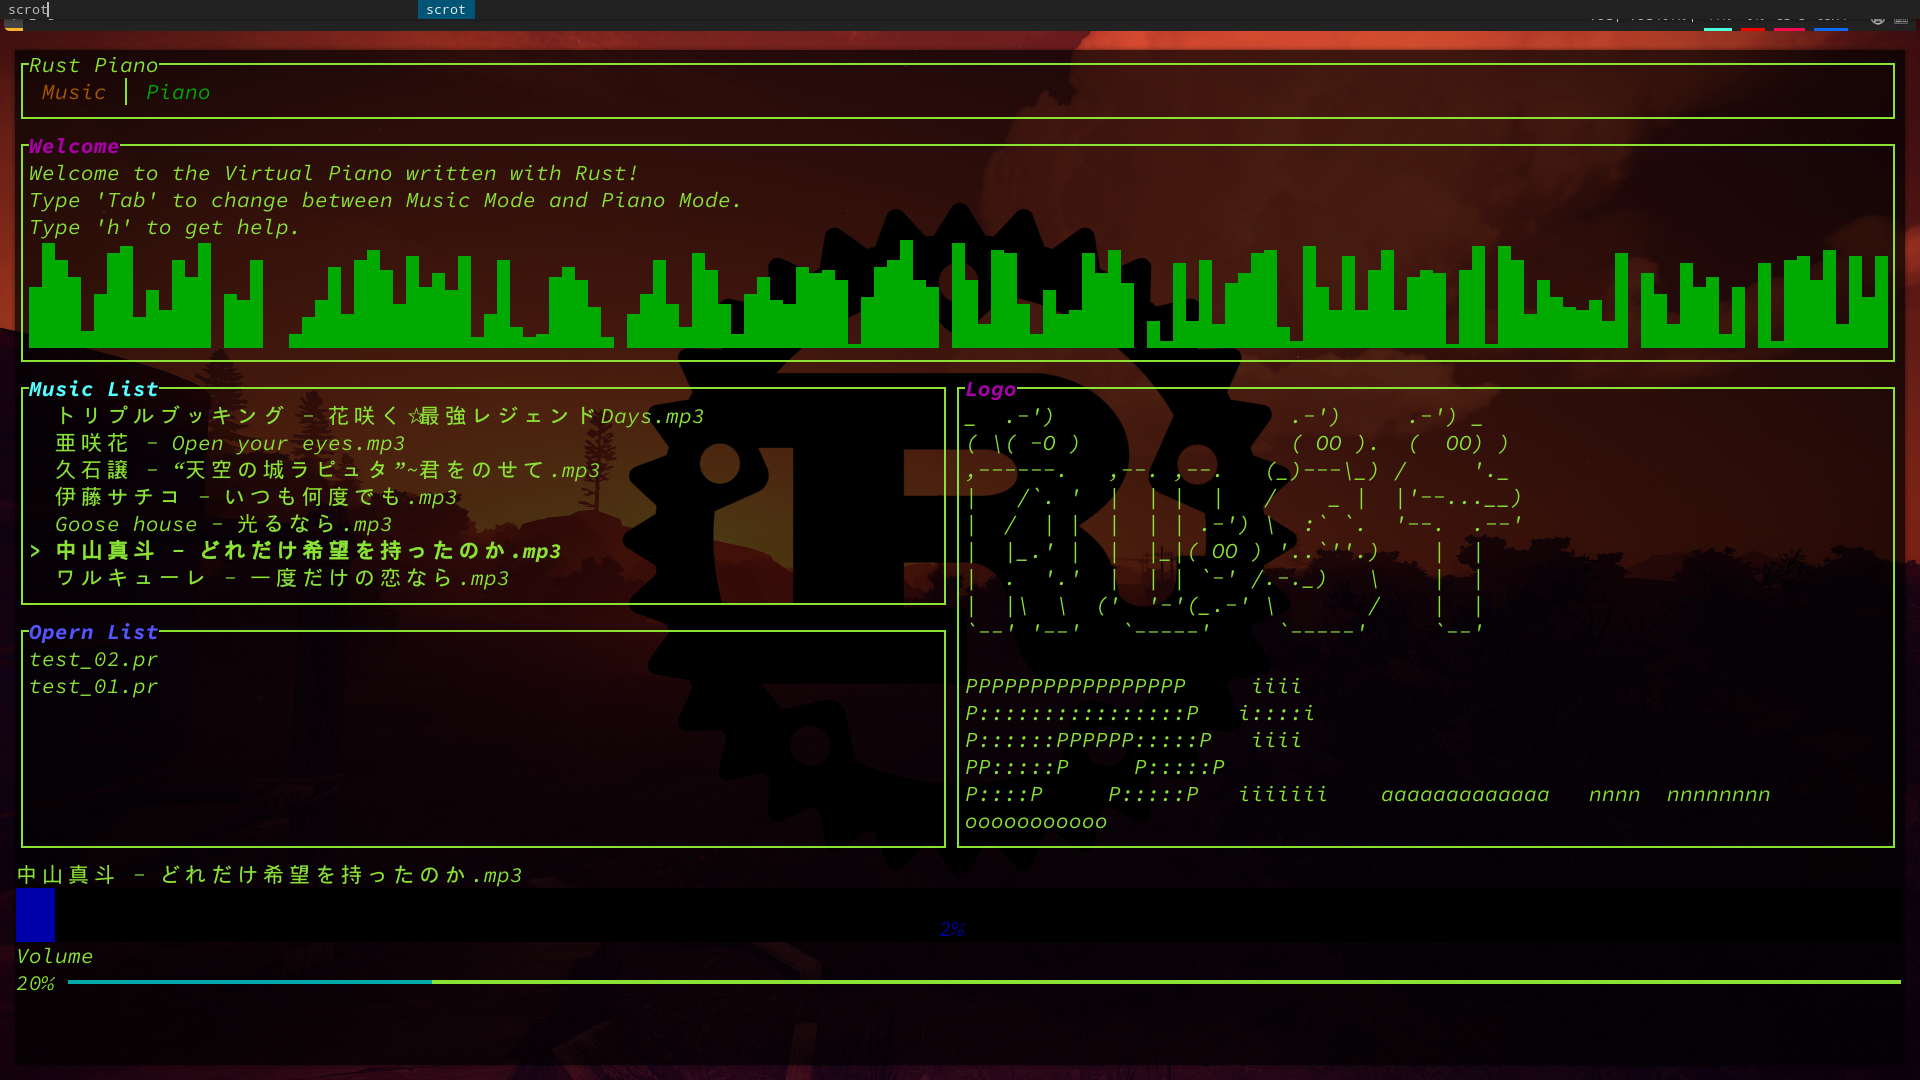 scrot scrot
Rust Piano
Music │ Piano
Welcome
Welcome to the Virtual Piano written with Rust!
Type 'Tab' to change between Music Mode and Piano Mode.
Type 'h' to get help.
Music List
トリプルブッキング - 花咲く☆最強レジェンドDays.mp3
亜咲花 - Open your eyes.mp3
久石譲 - “天空の城ラピュタ”~君をのせて.mp3
伊藤サチコ - いつも何度でも.mp3
Goose house - 光るなら.mp3
> 中山真斗 - どれだけ希望を持ったのか.mp3
ワルキューレ - 一度だけの恋なら.mp3
Opern List
test_02.pr
test_01.pr
Logo
_  .-')                  .-')     .-') _
( \( -O )                ( OO ).  (  OO) )
,------.   ,--. ,--.   (_)---\_) /     '._
|   /`. '  |  | |  |   /    _ |  |'--...__)
|  /  | |  |  | | .-') \  :` `.  '--.  .--'
|  |_.' |  |  |_|( OO ) '..`''.)    |  |
|  .  '.'  |  | | `-' /.-._)   \    |  |
|  |\  \  ('  '-'(_.-' \       /    |  |
`--' '--'   `-----'     `-----'     `--'
PPPPPPPPPPPPPPPPP     iiii
P::::::::::::::::P   i::::i
P::::::PPPPPP:::::P   iiii
PP:::::P     P:::::P
P::::P     P:::::P   iiiiiii    aaaaaaaaaaaaa   nnnn  nnnnnnnn
ooooooooooo
中山真斗 - どれだけ希望を持ったのか.mp3
2%
Volume
20%